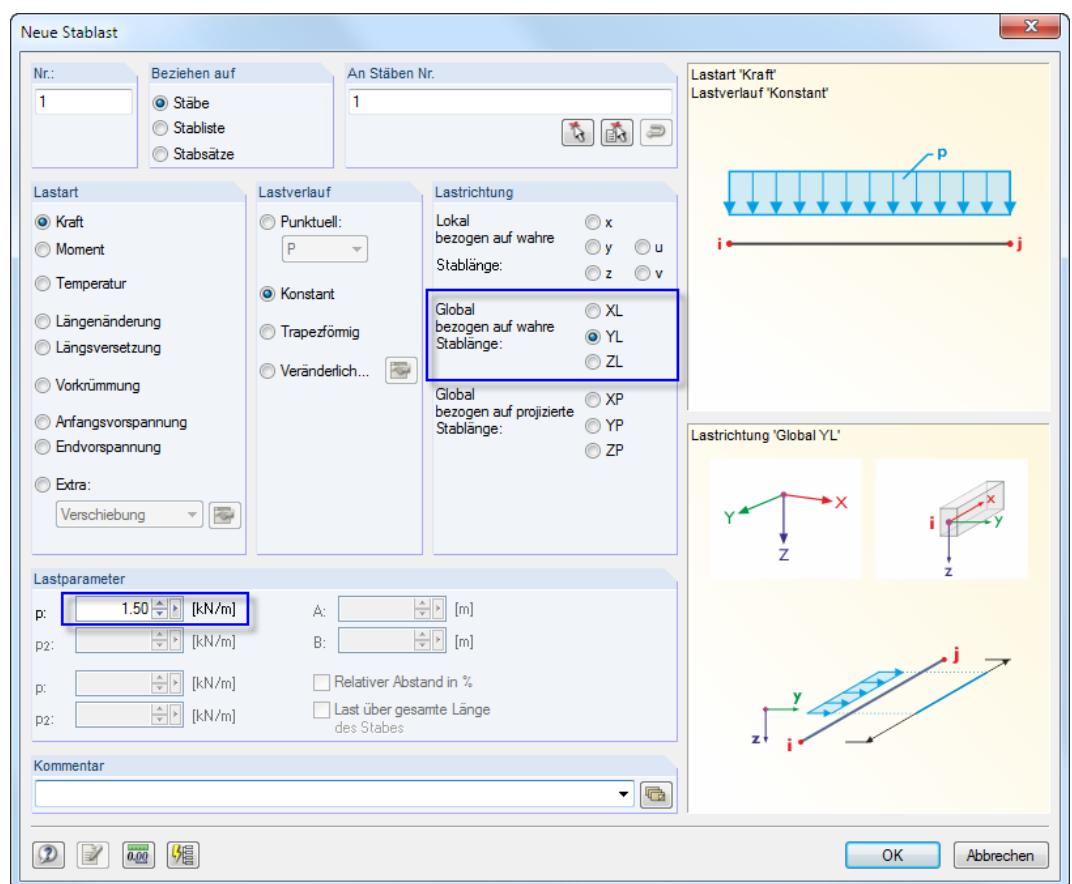 Neue Stablast
Nr.:
1
Beziehen auf
Stäbe
Stabliste
Stabsätze
An Stäben Nr.
1
Lastart
Kraft
Moment
Temperatur
Längenänderung
Längsversetzung
Vorkrümmung
Anfangsvorspannung
Endvorspannung
Extra:
Verschiebung
Lastverlauf
Punktuell:
P
Konstant
Trapezförmig
Veränderlich...
Lastrichtung
Lokal
bezogen auf wahre
Stablänge:
x
y u
z v
Global
bezogen auf wahre
Stablänge:
XL
YL
ZL
Global
bezogen auf projizierte
Stablänge:
XP
YP
ZP
Lastparameter
p: 1.50 [kN/m]
p2: [kN/m]
p: [kN/m]
p2: [kN/m]
A: [m]
B: [m]
Relativer Abstand in %
Last über gesamte Länge
des Stabes
Kommentar
Lastart 'Kraft'
Lastverlauf 'Konstant'
p
i j
Lastrichtung 'Global YL'
X
Y
Z
x
i y
z
j
y
z i
0.00
OK
Abbrechen